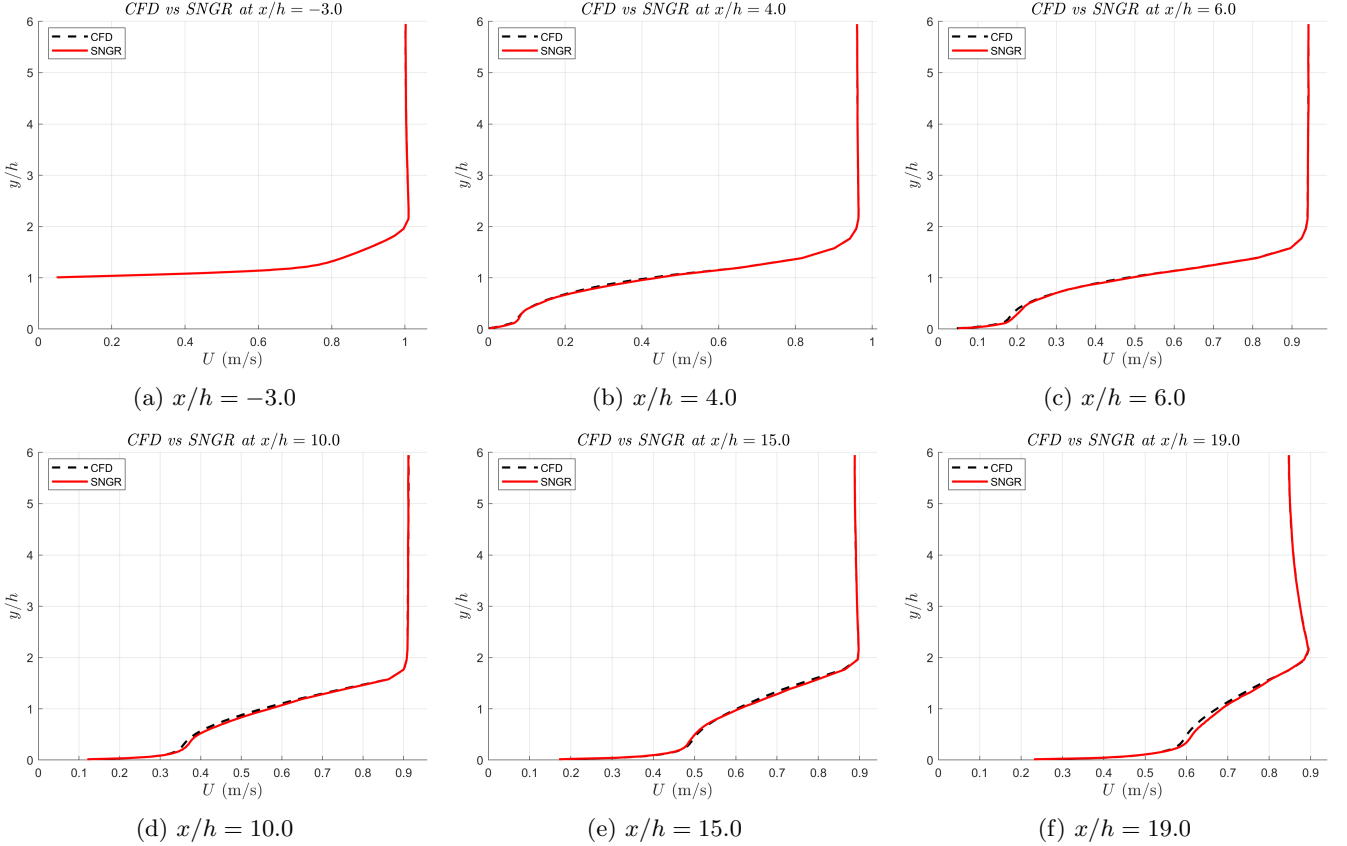 CFD vs SNGR at x/h = −3.0
CFD
SNGR
6
5
4
3
2
1
0
y/h
0 0.2 0.4 0.6 0.8 1
U (m/s)
(a) x/h = −3.0
CFD vs SNGR at x/h = 4.0
CFD
SNGR
6
5
4
3
2
1
0
y/h
0 0.2 0.4 0.6 0.8 1
U (m/s)
(b) x/h = 4.0
CFD vs SNGR at x/h = 6.0
CFD
SNGR
6
5
4
3
2
1
0
y/h
0 0.1 0.2 0.3 0.4 0.5 0.6 0.7 0.8 0.9
U (m/s)
(c) x/h = 6.0
CFD vs SNGR at x/h = 10.0
CFD
SNGR
6
5
4
3
2
1
0
y/h
0 0.1 0.2 0.3 0.4 0.5 0.6 0.7 0.8 0.9
U (m/s)
(d) x/h = 10.0
CFD vs SNGR at x/h = 15.0
CFD
SNGR
6
5
4
3
2
1
0
y/h
0 0.1 0.2 0.3 0.4 0.5 0.6 0.7 0.8 0.9
U (m/s)
(e) x/h = 15.0
CFD vs SNGR at x/h = 19.0
CFD
SNGR
6
5
4
3
2
1
0
y/h
0 0.1 0.2 0.3 0.4 0.5 0.6 0.7 0.8 0.9
U (m/s)
(f) x/h = 19.0